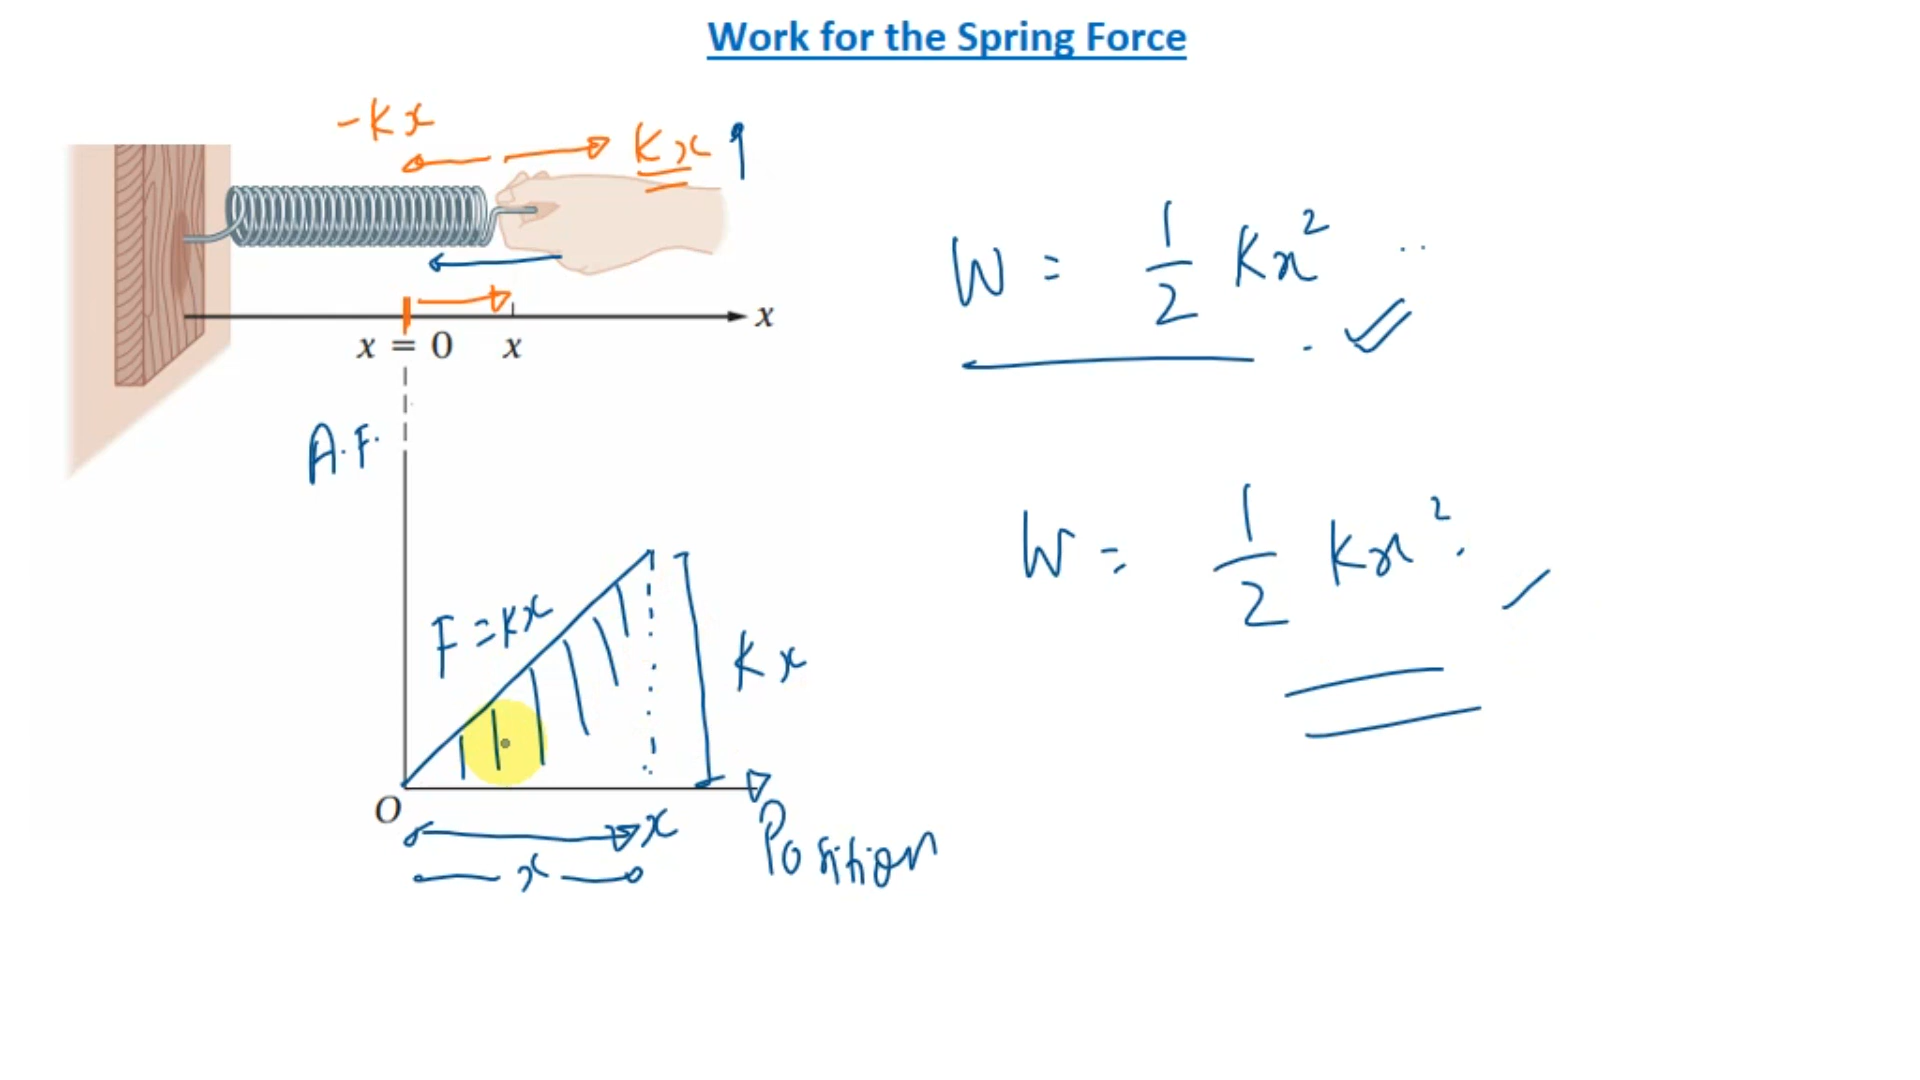 Work for the Spring Force
-Kx
Kx
x
x = 0 x
A.F.
W = 1/2 Kx²
W = 1/2 Kx²
F = Kx
Kx
O
x
x
Position